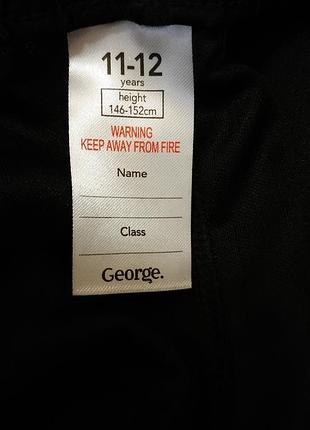 11-12
years
height
146-152cm
WARNING
KEEP AWAY FROM FIRE
Name
Class
George.